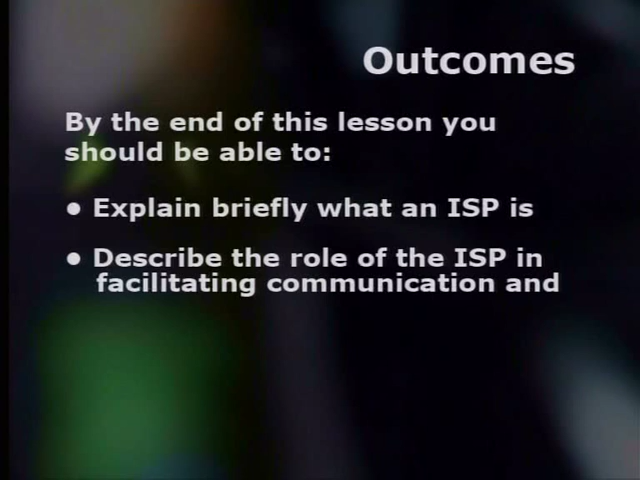 Outcomes
By the end of this lesson you
should be able to:
• Explain briefly what an ISP is
• Describe the role of the ISP in
facilitating communication and